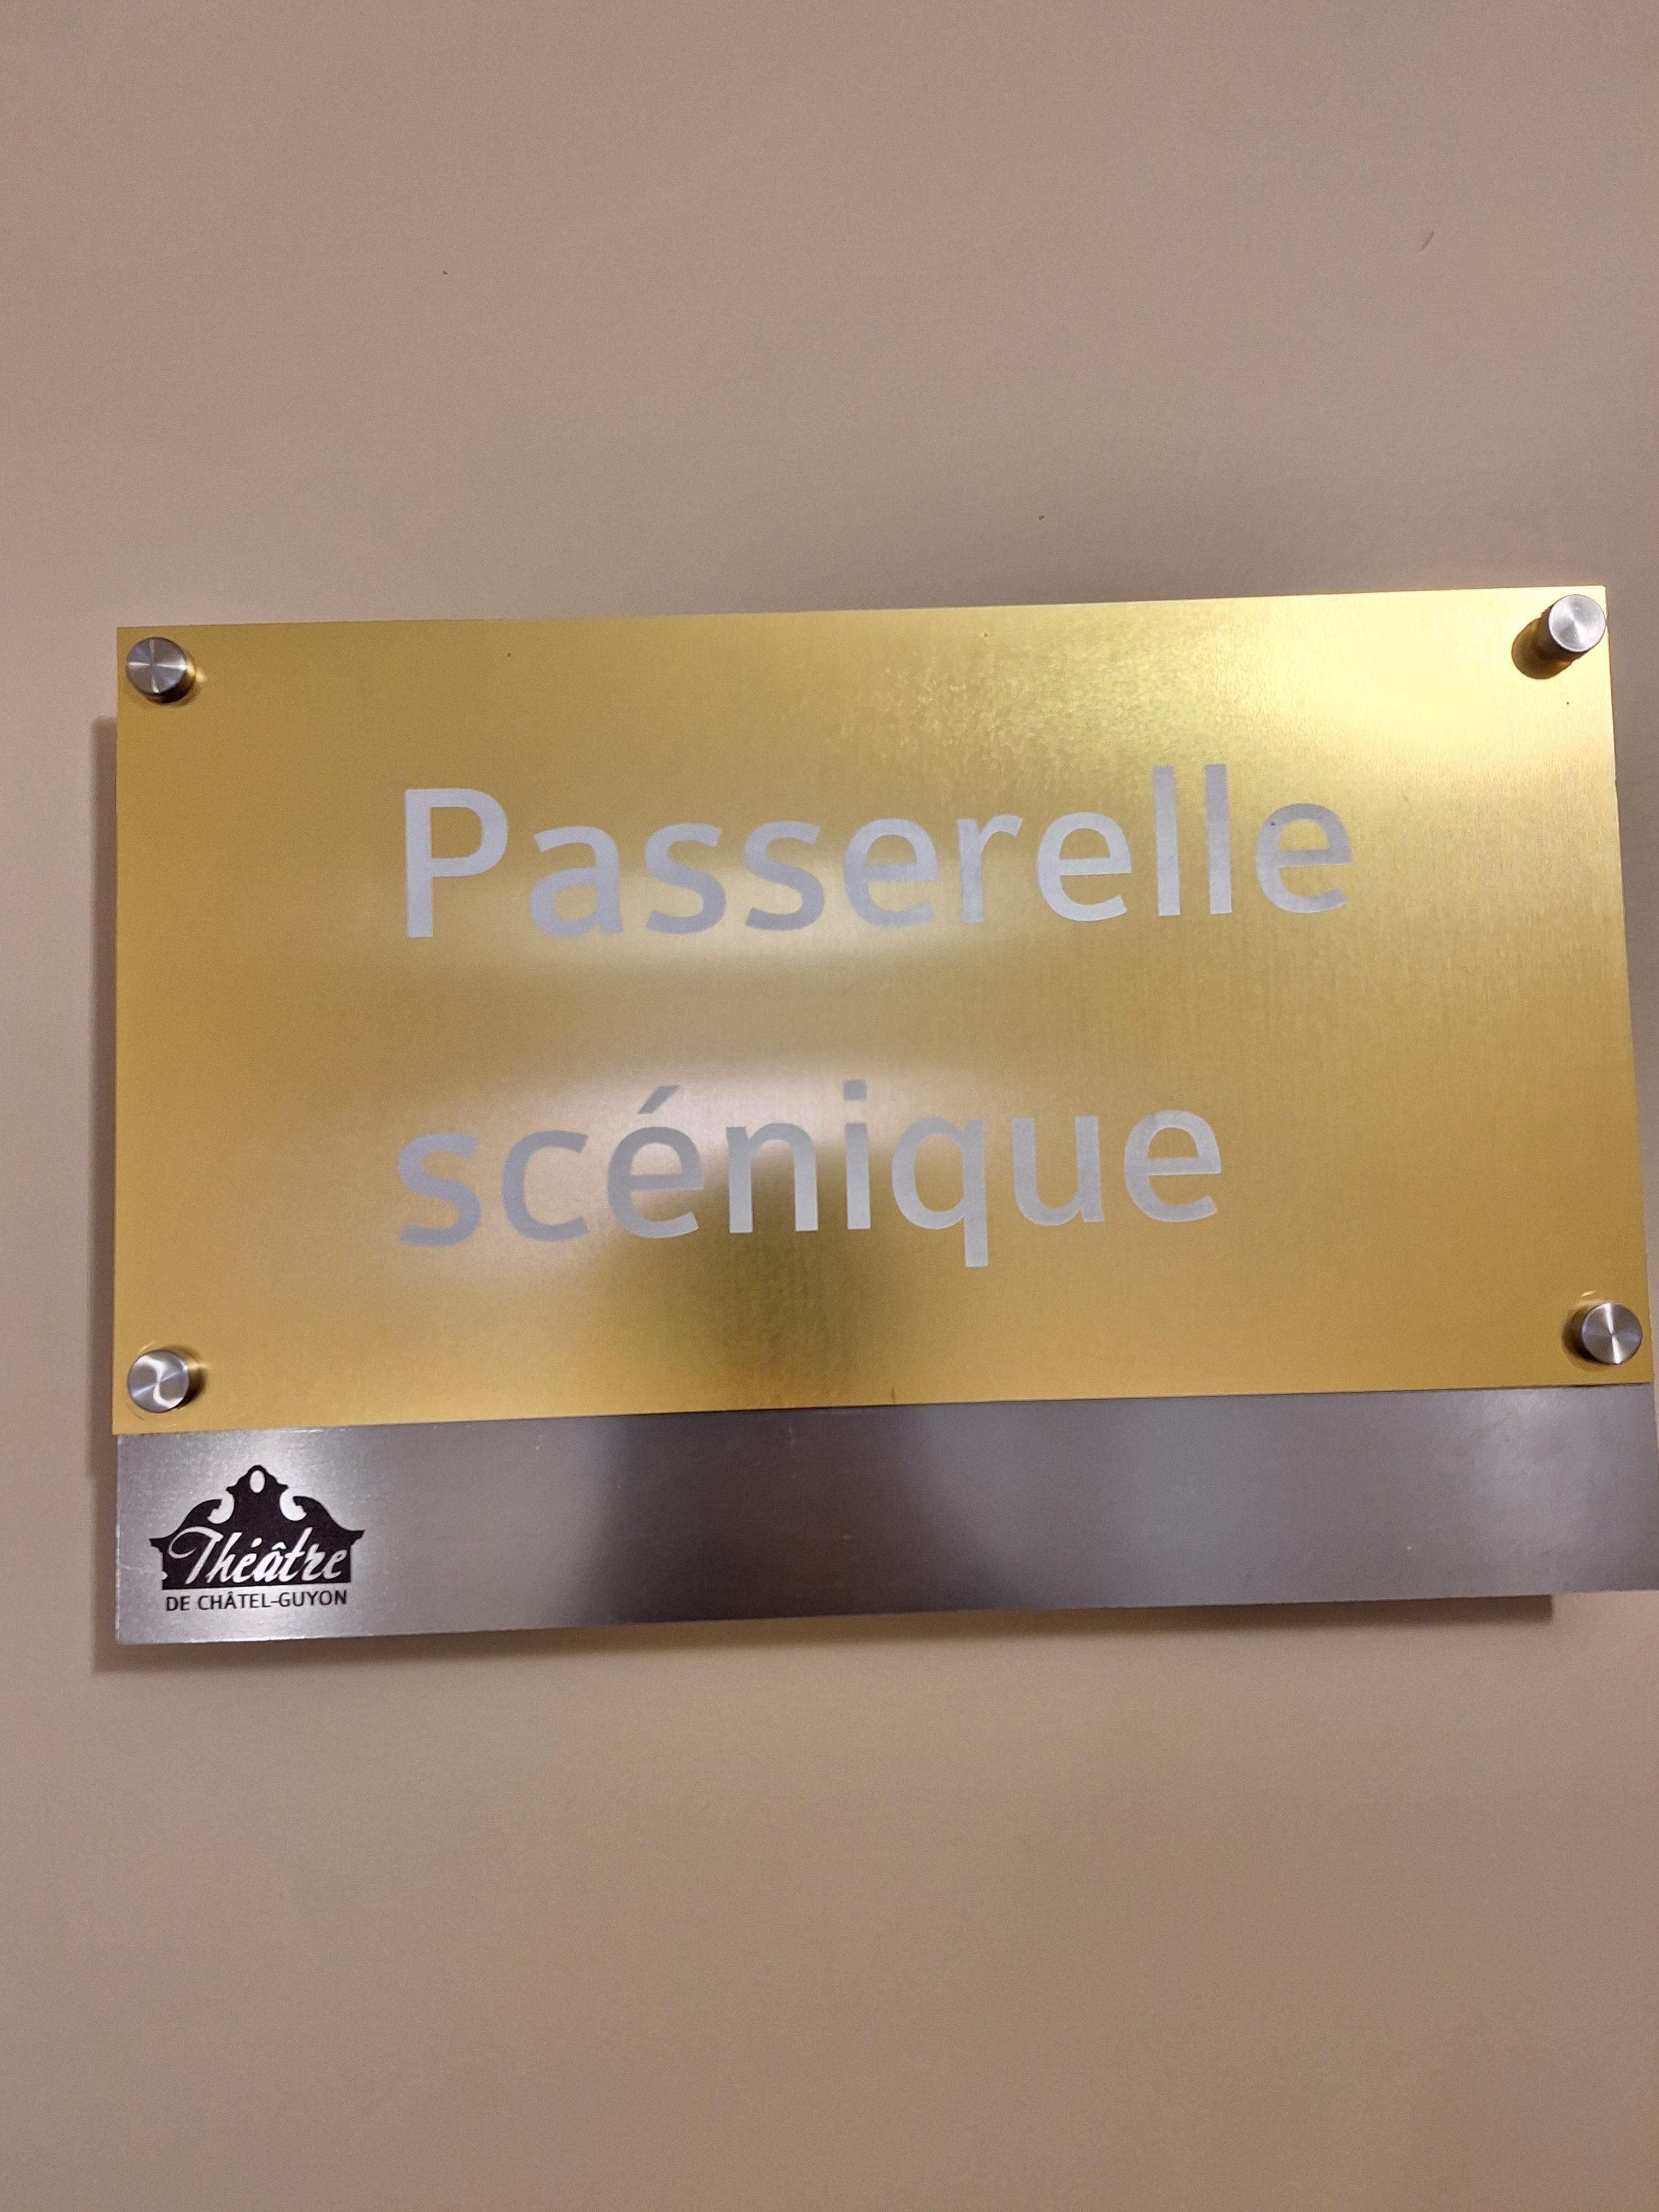 Passerelle
scénique
Théâtre
DE CHÂTEL-GUYON